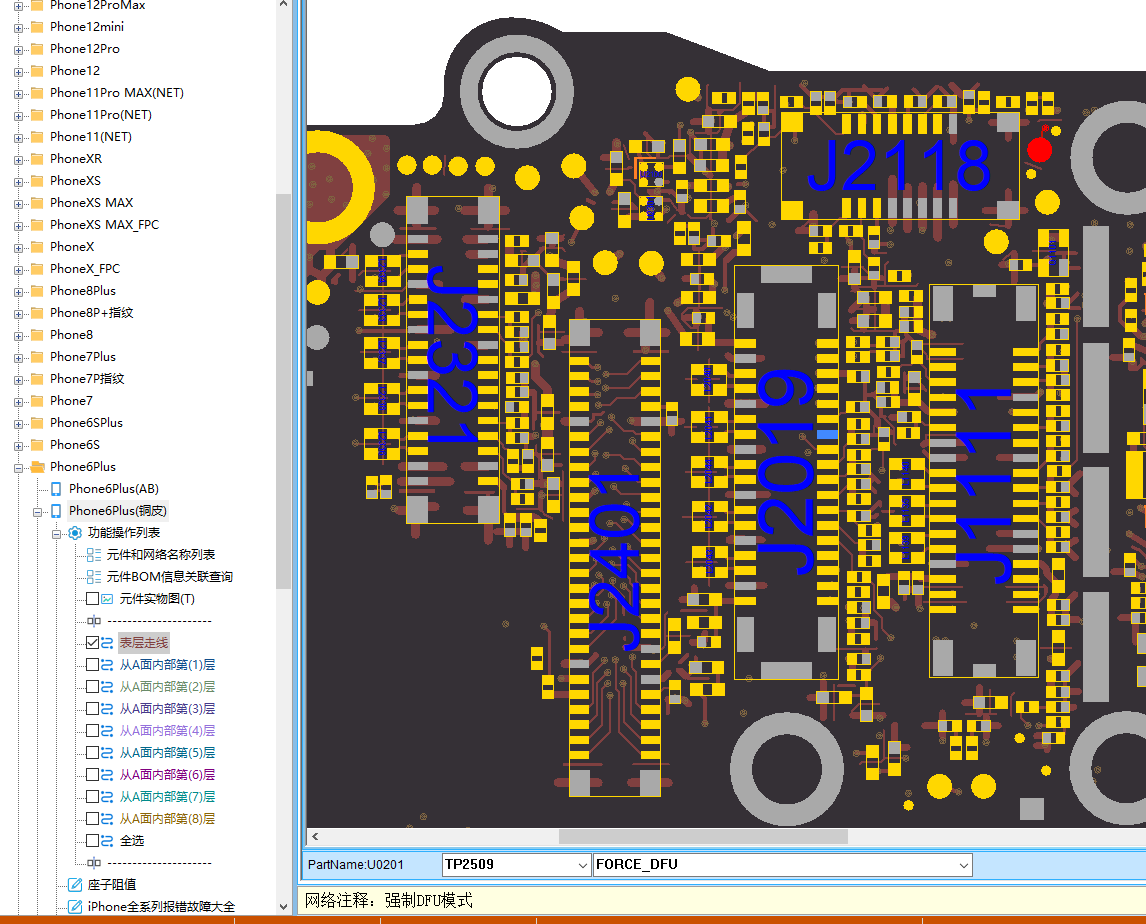 Phone12ProMax
Phone12mini
Phone12Pro
Phone12
Phone11Pro MAX(NET)
Phone11Pro(NET)
Phone11(NET)
PhoneXR
PhoneXS
PhoneXS MAX
PhoneXS MAX_FPC
PhoneX
PhoneX_FPC
Phone8Plus
Phone8P+指纹
Phone8
Phone7Plus
Phone7P指纹
Phone7
Phone6SPlus
Phone6S
Phone6Plus
Phone6Plus(AB)
Phone6Plus(铜皮)
功能操作列表
元件和网络名称列表
元件BOM信息关联查询
元件实物图(T)
表层走线
从A面内部第(1)层
从A面内部第(2)层
从A面内部第(3)层
从A面内部第(4)层
从A面内部第(5)层
从A面内部第(6)层
从A面内部第(7)层
从A面内部第(8)层
全选
座子阻值
iPhone全系列报错故障大全
J2118
J2321
J2019
J1111
J2401
PartName:U0201
TP2509
FORCE_DFU
网络注释：强制DFU模式